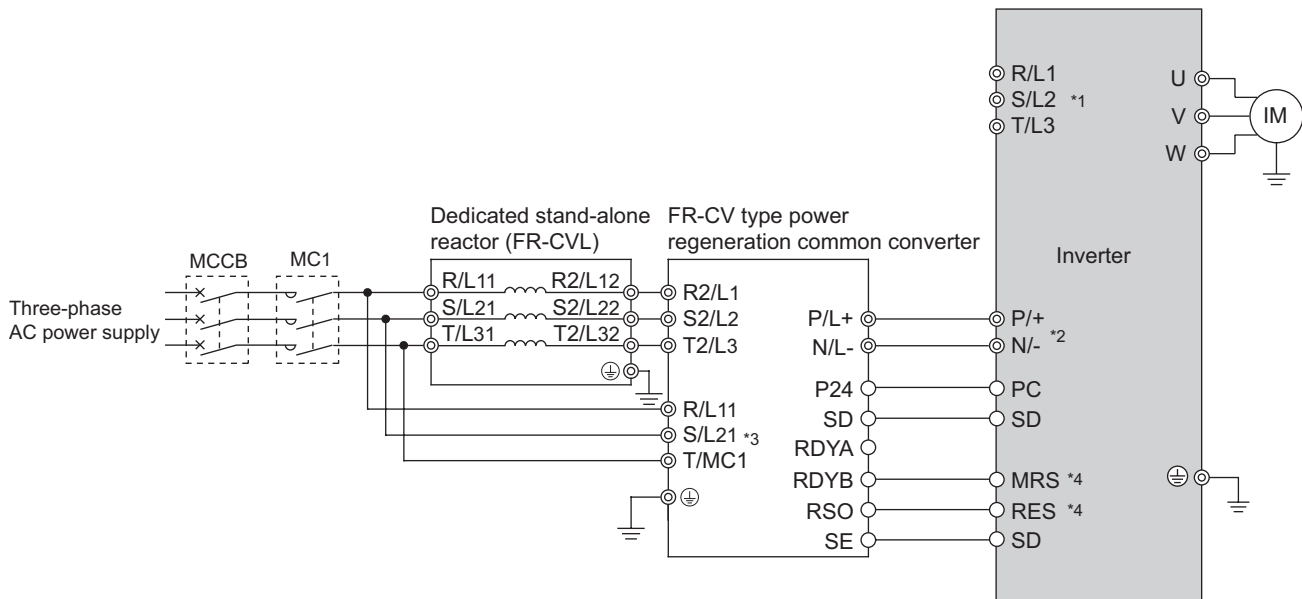 R/L1
S/L2 *1
T/L3
U
V
W
IM
Dedicated stand-alone
reactor (FR-CVL)
FR-CV type power
regeneration common converter
Inverter
MCCB
MC1
Three-phase
AC power supply
R/L11
R2/L12
S/L21
S2/L22
T/L31
T2/L32
R2/L1
S2/L2
T2/L3
R/L11
S/L21 *3
T/MC1
P/L+
N/L-
P24
SD
RDYA
RDYB
RSO
SE
P/+
N/- *2
PC
SD
MRS *4
RES *4
SD